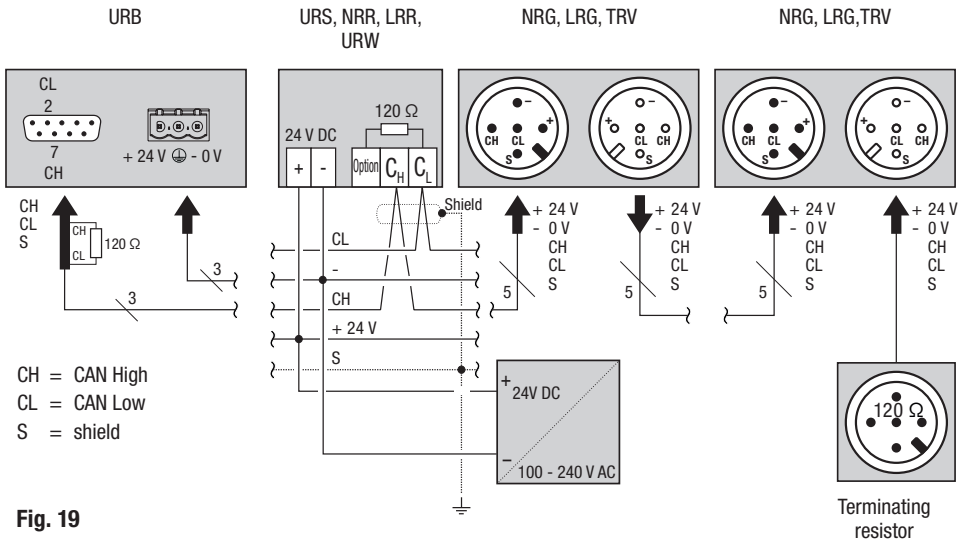 URB
URS, NRR, LRR,
URW
NRG, LRG, TRV
NRG, LRG,TRV
CL
2
7
CH
+ 24 V ⏚ - 0 V
24 V DC
+ -
120 Ω
Option
CH
CL
- + CH CL S
- + CL CH S
- + CH CL S
- + CL CH S
CH
CL
S
CH
CL
120 Ω
3
3
Shield
CL
-
CH
+ 24 V
S
+ 24 V
- 0 V
CH
CL
S
5
+ 24 V
- 0 V
CH
CL
S
5
+ 24 V
- 0 V
CH
CL
S
5
+ 24 V
- 0 V
CH
CL
S
CH = CAN High
CL = CAN Low
S = shield
+
24V DC
-
100 - 240 V AC
120 Ω
Terminating
resistor
Fig. 19